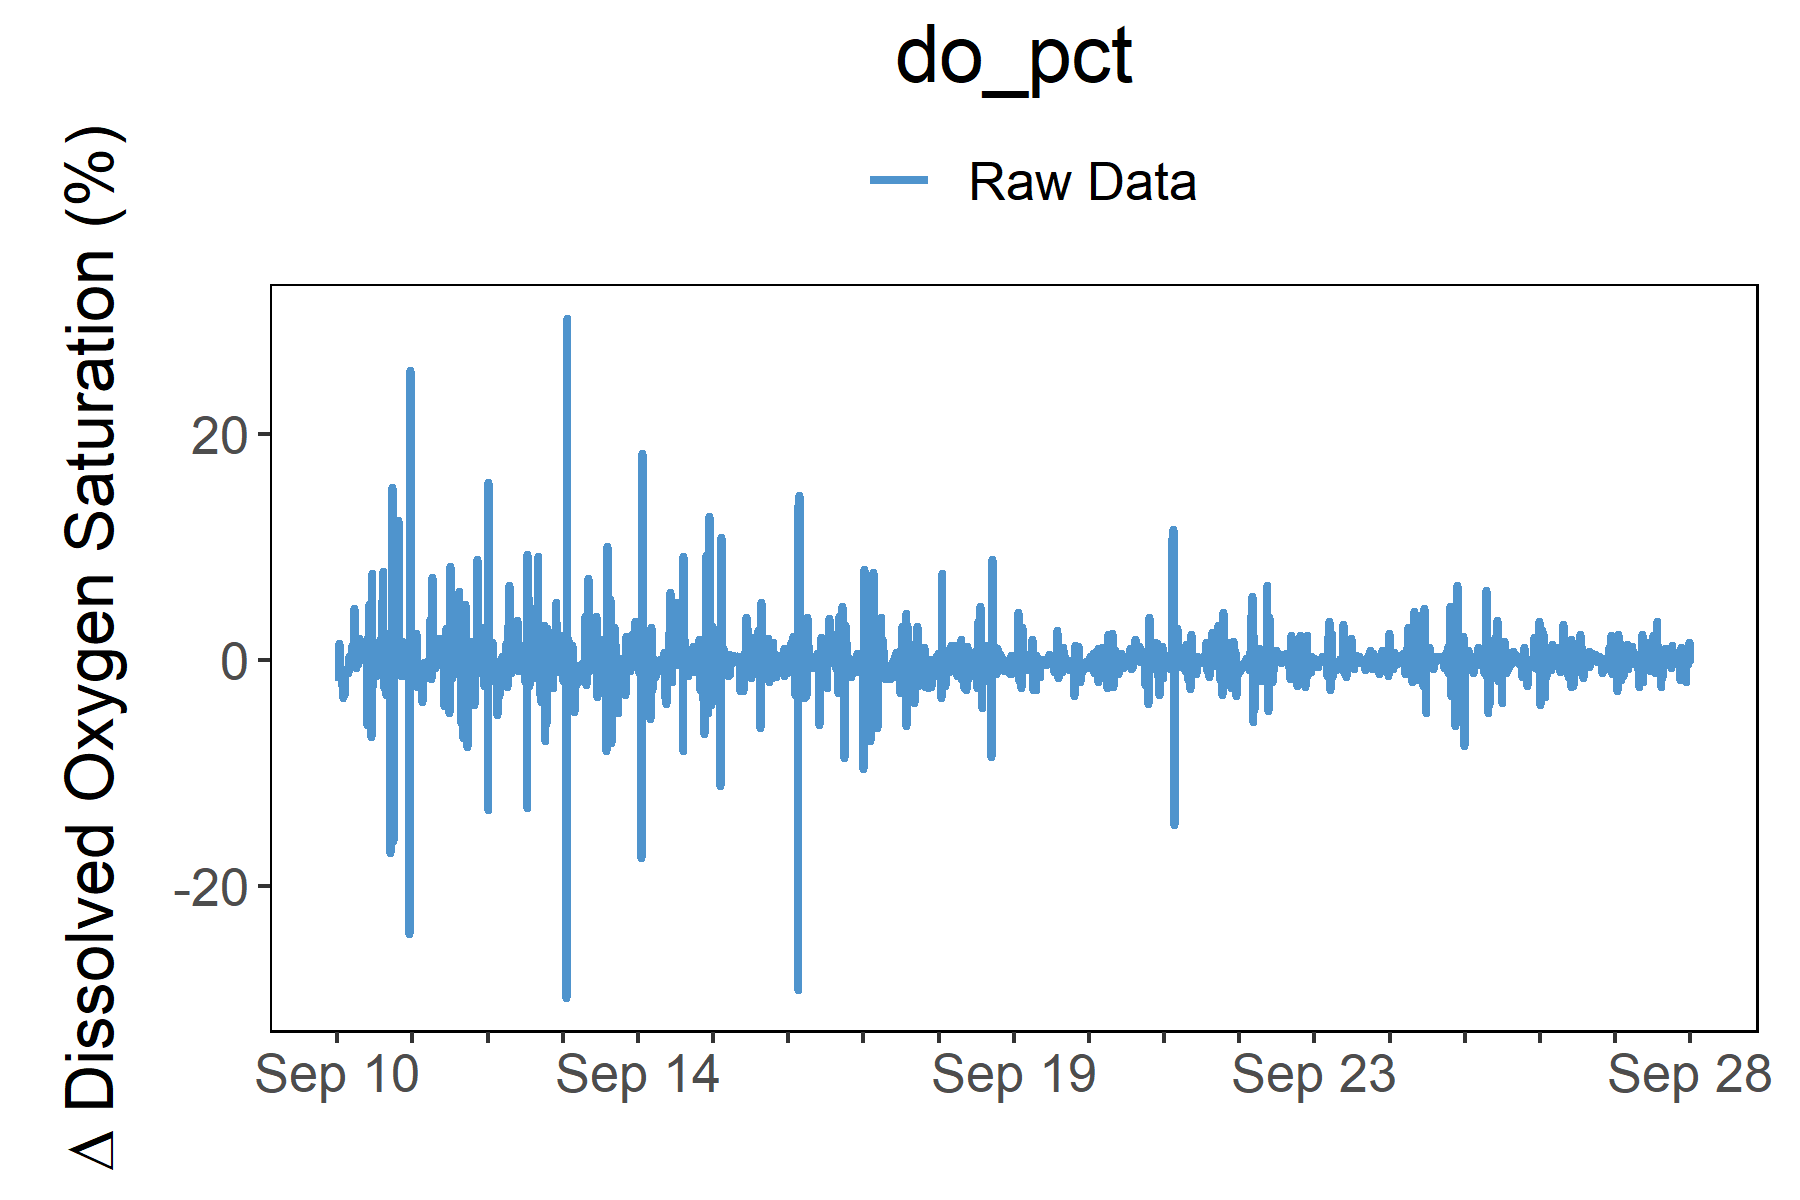 do_pct
Raw Data
Δ Dissolved Oxygen Saturation (%)
20
0
-20
Sep 10
Sep 14
Sep 19
Sep 23
Sep 28